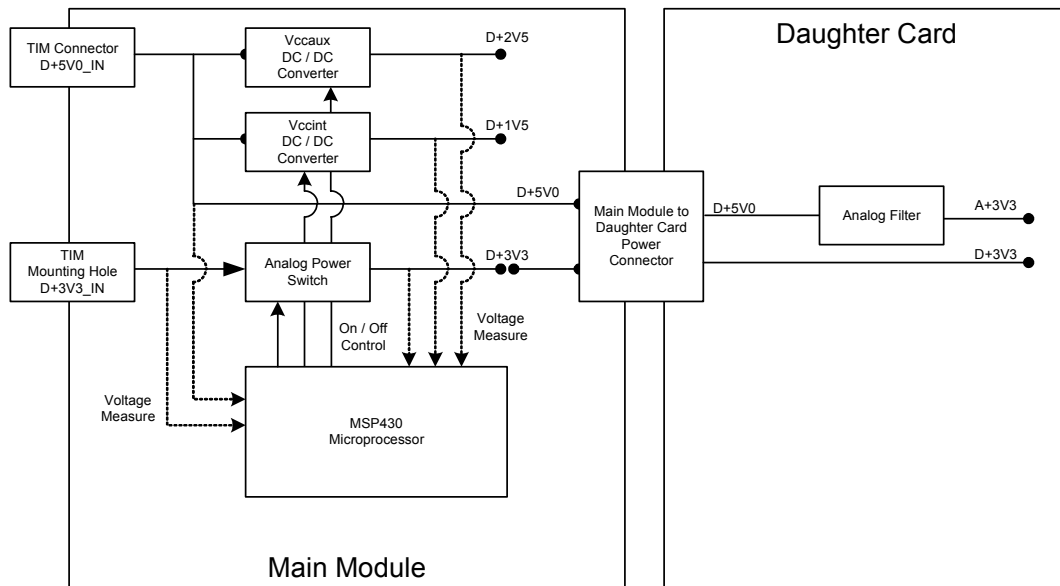 Daughter Card
TIM Connector
D+5V0_IN
Vccaux
DC / DC
Converter
D+2V5
Vccint
DC / DC
Converter
D+1V5
D+5V0
Main Module to
Daughter Card
Power
Connector
D+5V0
Analog Filter
A+3V3
TIM
Mounting Hole
D+3V3_IN
Analog Power
Switch
D+3V3
D+3V3
On / Off
Control
Voltage
Measure
Voltage
Measure
MSP430
Microprocessor
Main Module